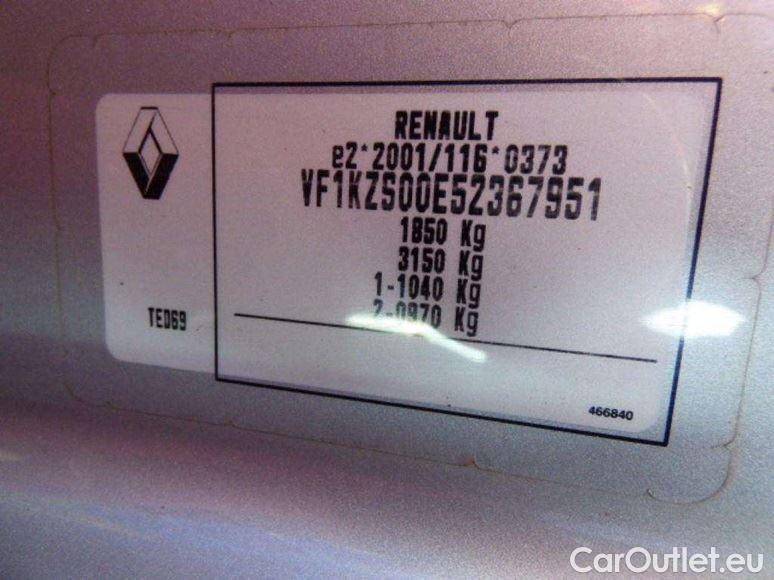 RENAULT
e2*2001/116*0373
VF1KZS00E52367951
1850 Kg
3150 Kg
1-1040 Kg
2-0970 Kg
TED69
466840
CarOutlet.eu